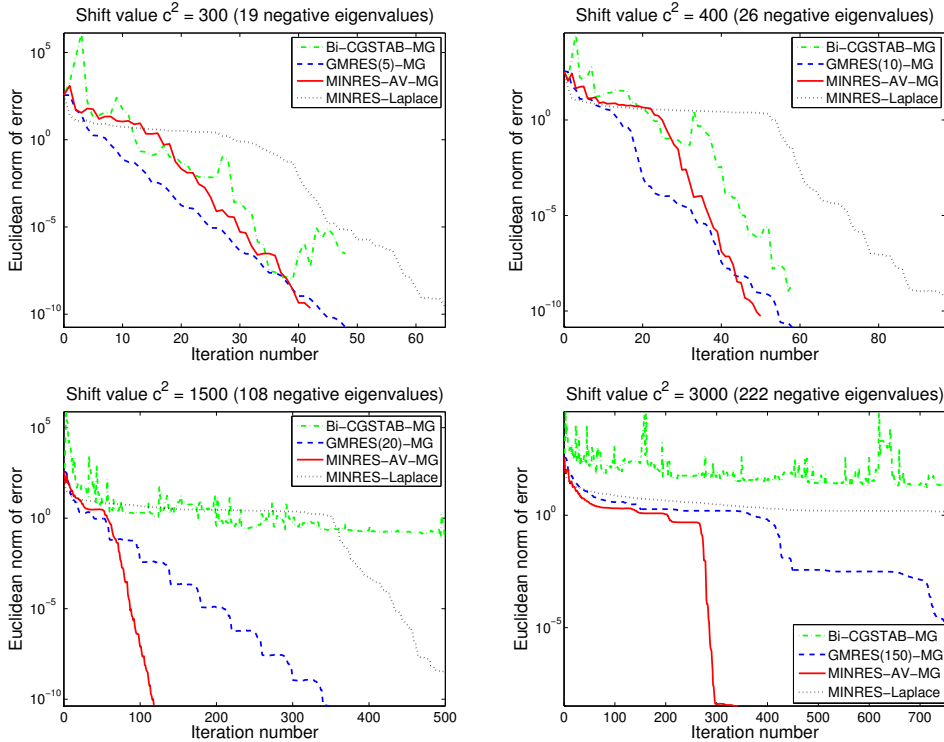 Shift value c² = 300 (19 negative eigenvalues)
Bi−CGSTAB−MG
GMRES(5)−MG
MINRES−AV−MG
MINRES−Laplace
Euclidean norm of error
10⁵
10⁰
10⁻⁵
10⁻¹⁰
0 10 20 30 40 50 60
Iteration number
Shift value c² = 400 (26 negative eigenvalues)
Bi−CGSTAB−MG
GMRES(10)−MG
MINRES−AV−MG
MINRES−Laplace
Euclidean norm of error
10⁰
10⁻⁵
10⁻¹⁰
0 20 40 60 80
Iteration number
Shift value c² = 1500 (108 negative eigenvalues)
Bi−CGSTAB−MG
GMRES(20)−MG
MINRES−AV−MG
MINRES−Laplace
Euclidean norm of error
10⁵
10⁰
10⁻⁵
10⁻¹⁰
0 100 200 300 400 500
Iteration number
Shift value c² = 3000 (222 negative eigenvalues)
Euclidean norm of error
10⁰
10⁻⁵
Bi−CGSTAB−MG
GMRES(150)−MG
MINRES−AV−MG
MINRES−Laplace
0 100 200 300 400 500 600 700
Iteration number